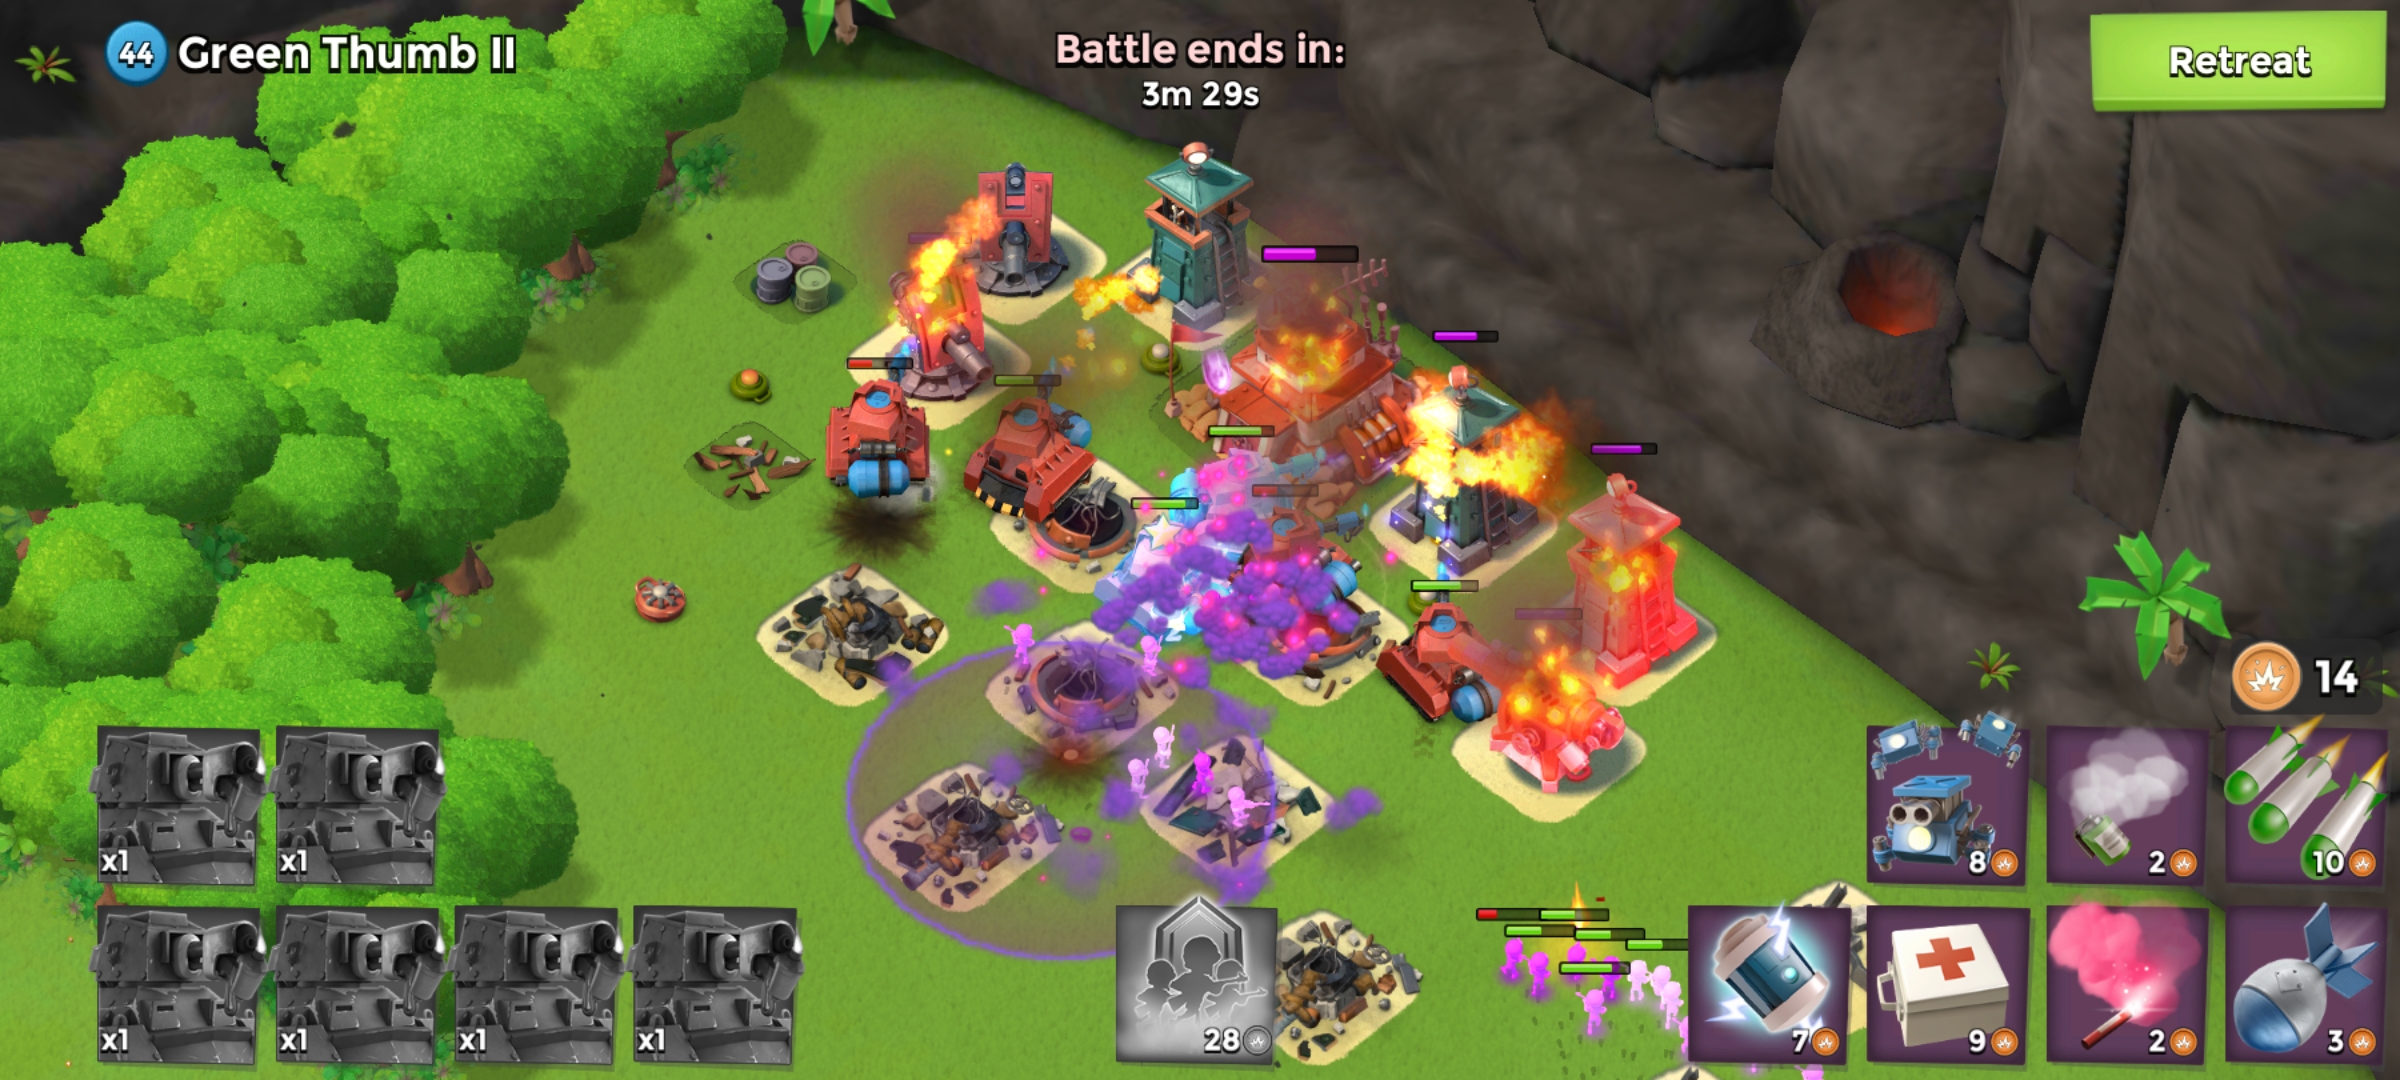 44 Green Thumb II
Battle ends in:
3m 29s
Retreat
14
8
2
10
x1
x1
x1
x1
x1
x1
28
7
9
2
3